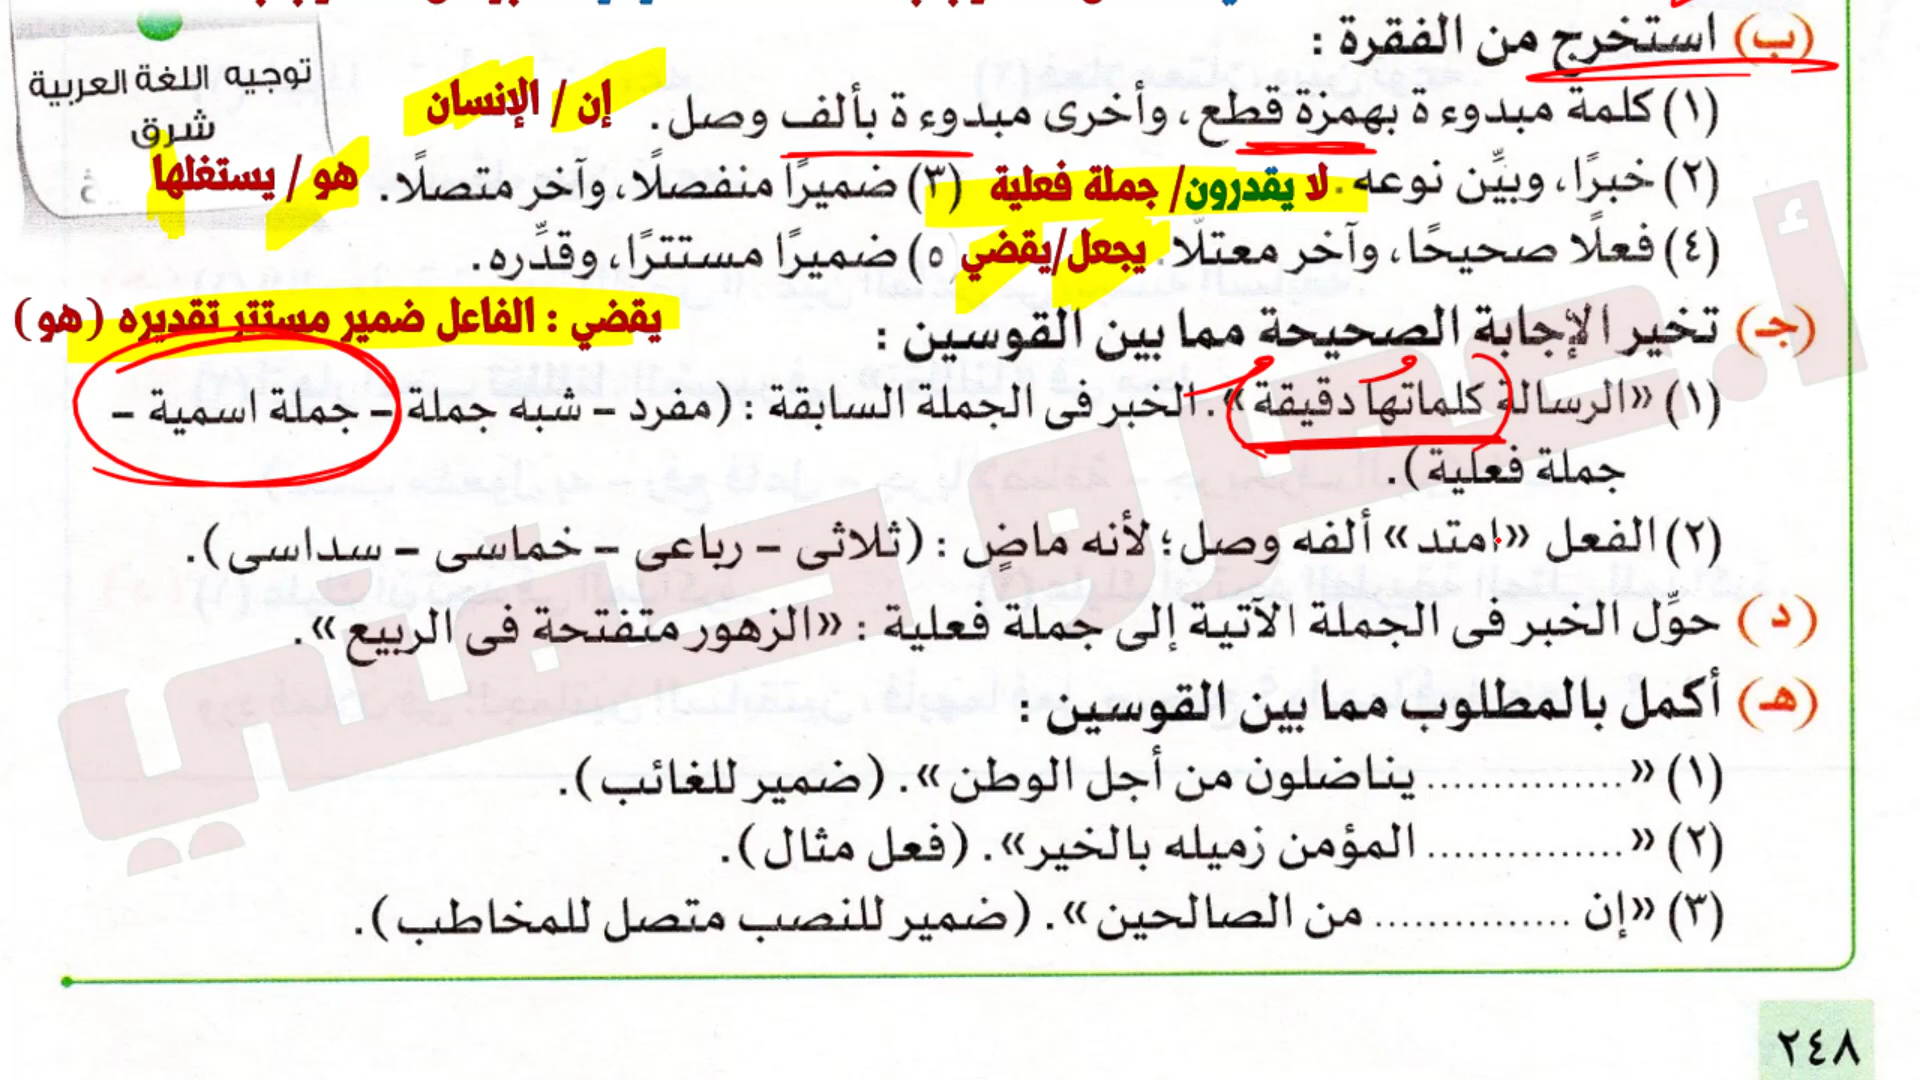 (ب) استخرج من الفقرة :
توجيه اللغة العربية
شرق
(١) كلمة مبدوءة بهمزة قطع، وأخرى مبدوءة بألف وصل. إن / الإنسان
(٢) خبرًا، وبيِّن نوعه. لا يقدرون/ جملة فعلية (٣) ضميرًا منفصلًا، وآخر متصلًا. هو / يستغلها
(٤) فعلًا صحيحًا، وآخر معتلًا. يجعل/يقضي ٥) ضميرًا مستترًا، وقدِّره.
يقضي : الفاعل ضمير مستتر تقديره (هو)
(جـ) تخير الإجابة الصحيحة مما بين القوسين :
(١) «الرسالة كلماتها دقيقة». الخبر فى الجملة السابقة : (مفرد – شبه جملة – جملة اسمية –
جملة فعلية).
(٢) الفعل «امتد» ألفه وصل؛ لأنه ماضٍ : (ثلاثى – رباعى – خماسى – سداسى).
(د) حوِّل الخبر فى الجملة الآتية إلى جملة فعلية : «الزهور متفتحة فى الربيع».
(هـ) أكمل بالمطلوب مما بين القوسين :
(١) «............... يناضلون من أجل الوطن». (ضمير للغائب).
(٢) «............... المؤمن زميله بالخير». (فعل مثال).
(٣) «إن ............... من الصالحين». (ضمير للنصب متصل للمخاطب).
أ.عمرو حنفي
٢٤٨